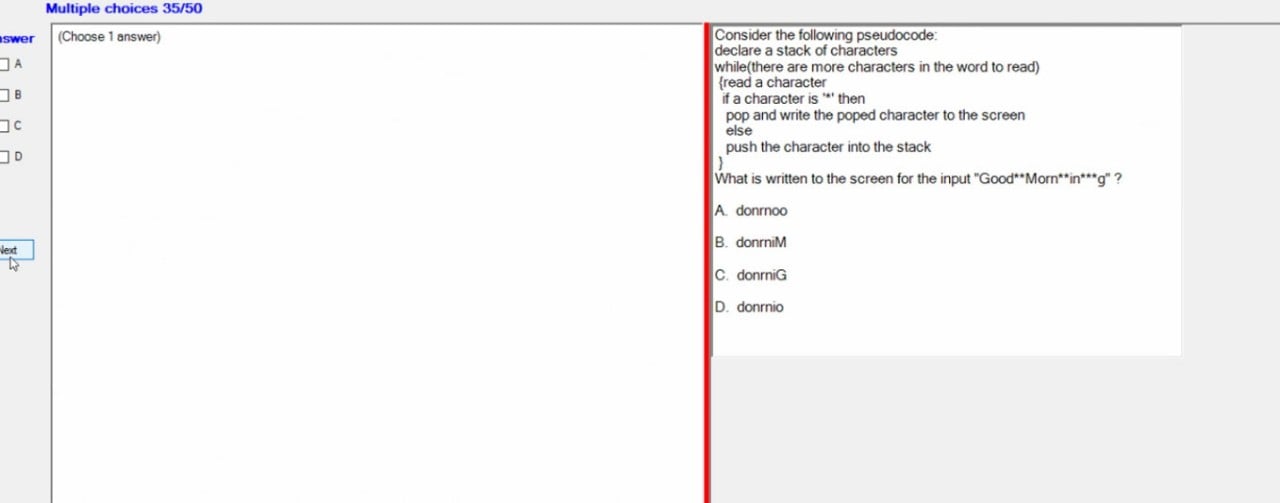 Multiple choices 35/50
swer
(Choose 1 answer)
A
B
C
D
Next
Consider the following pseudocode:
declare a stack of characters
while(there are more characters in the word to read)
{read a character
if a character is '*' then
pop and write the poped character to the screen
else
push the character into the stack
}
What is written to the screen for the input "Good**Morn**in***g" ?
A. donrnoo
B. donrniM
C. donrniG
D. donrnio